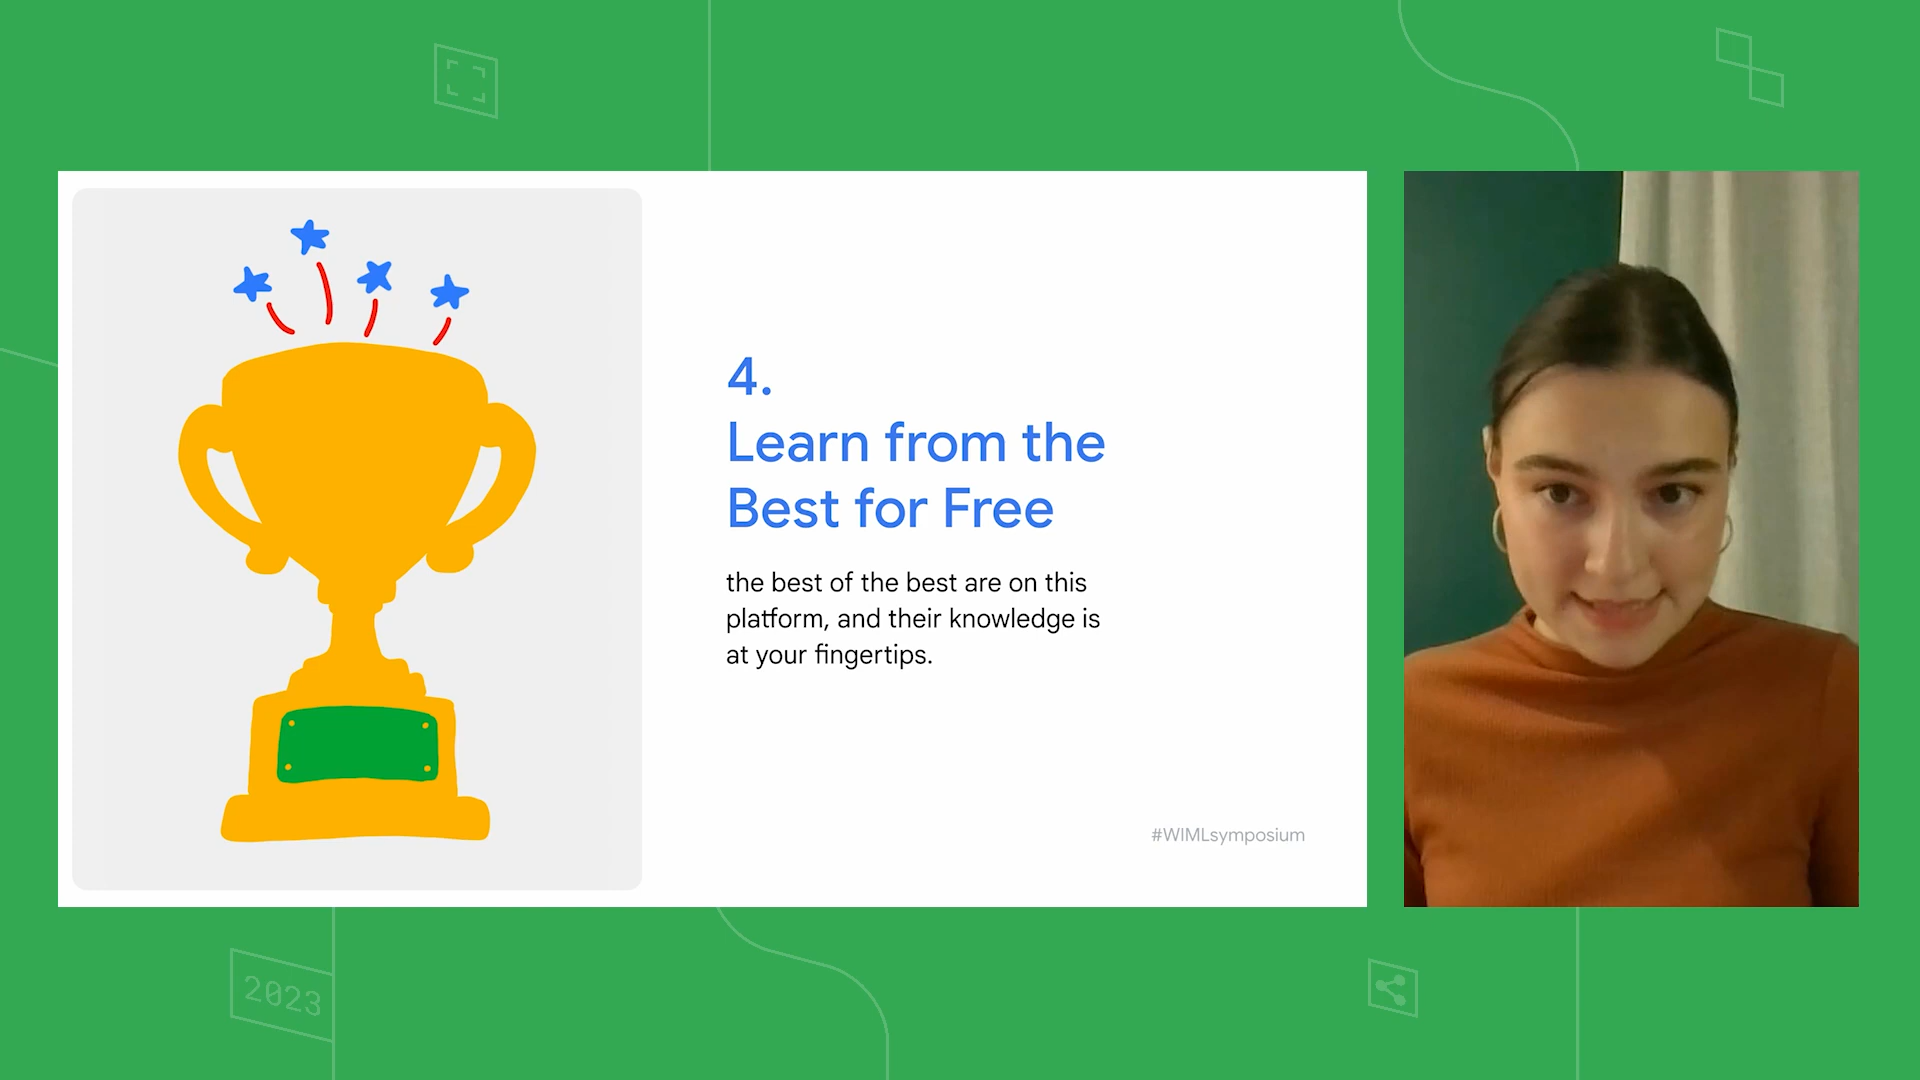 4.
Learn from the
Best for Free
the best of the best are on this
platform, and their knowledge is
at your fingertips.
#WIMLsymposium
2023